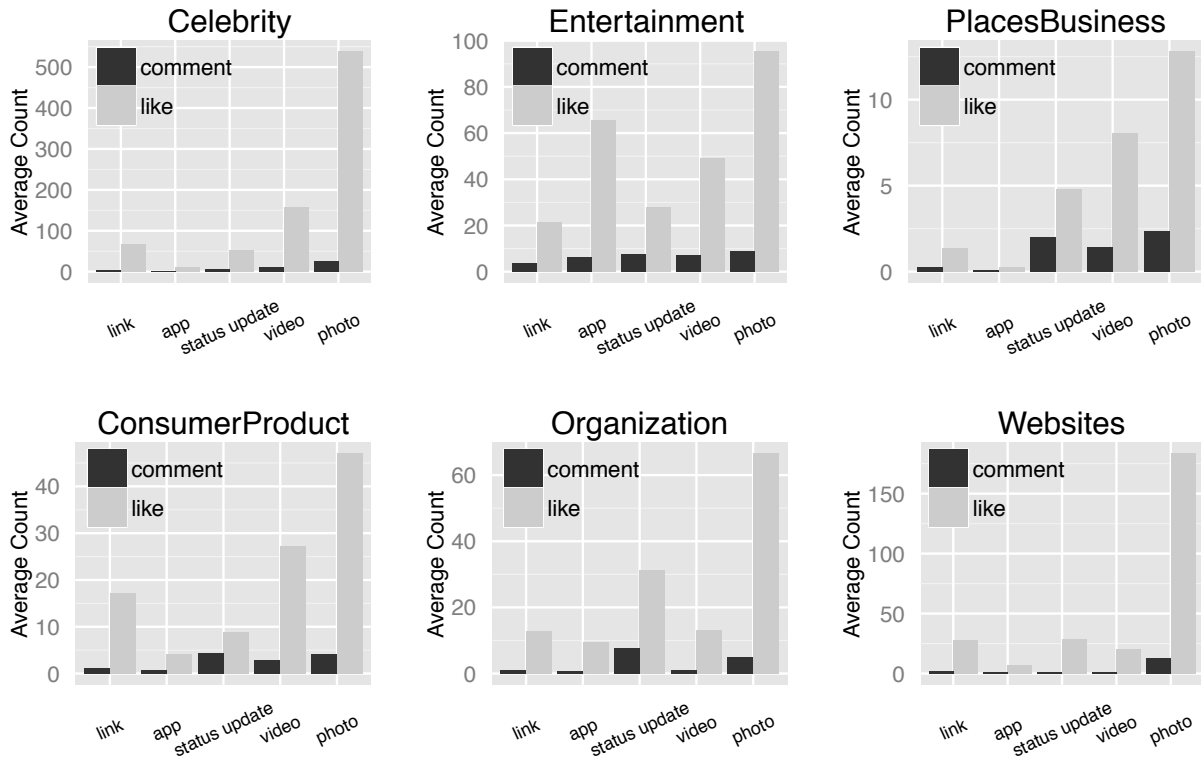 Celebrity
Average Count
500
400
300
200
100
0
comment
like
link
app
status update
video
photo
Entertainment
Average Count
100
80
60
40
20
0
comment
like
link
app
status update
video
photo
PlacesBusiness
Average Count
10
5
0
comment
like
link
app
status update
video
photo
ConsumerProduct
Average Count
40
30
20
10
0
comment
like
link
app
status update
video
photo
Organization
Average Count
60
40
20
0
comment
like
link
app
status update
video
photo
Websites
Average Count
150
100
50
0
comment
like
link
app
status update
video
photo